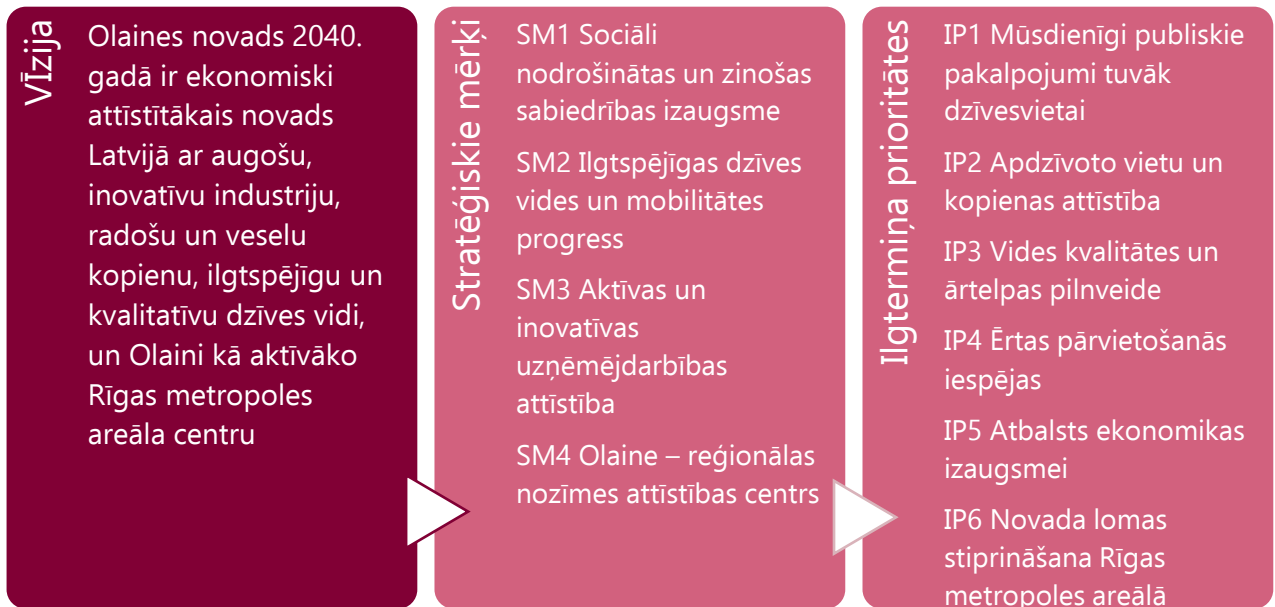 Vīzija
Olaines novads 2040.
gadā ir ekonomiski
attīstītākais novads
Latvijā ar augošu,
inovatīvu industriju,
radošu un veselu
kopienu, ilgtspējīgu un
kvalitatīvu dzīves vidi,
un Olaini kā aktīvāko
Rīgas metropoles
areāla centru
Stratēģiskie mērķi
SM1 Sociāli
nodrošinātas un zinošas
sabiedrības izaugsme
SM2 Ilgtspējīgas dzīves
vides un mobilitātes
progress
SM3 Aktīvas un
inovatīvas
uzņēmējdarbības
attīstība
SM4 Olaine – reģionālas
nozīmes attīstības centrs
Ilgtermiņa prioritātes
IP1 Mūsdienīgi publiskie
pakalpojumi tuvāk
dzīvesvietai
IP2 Apdzīvoto vietu un
kopienas attīstība
IP3 Vides kvalitātes un
ārtelpas pilnveide
IP4 Ērtas pārvietošanās
iespējas
IP5 Atbalsts ekonomikas
izaugsmei
IP6 Novada lomas
stiprināšana Rīgas
metropoles areālā